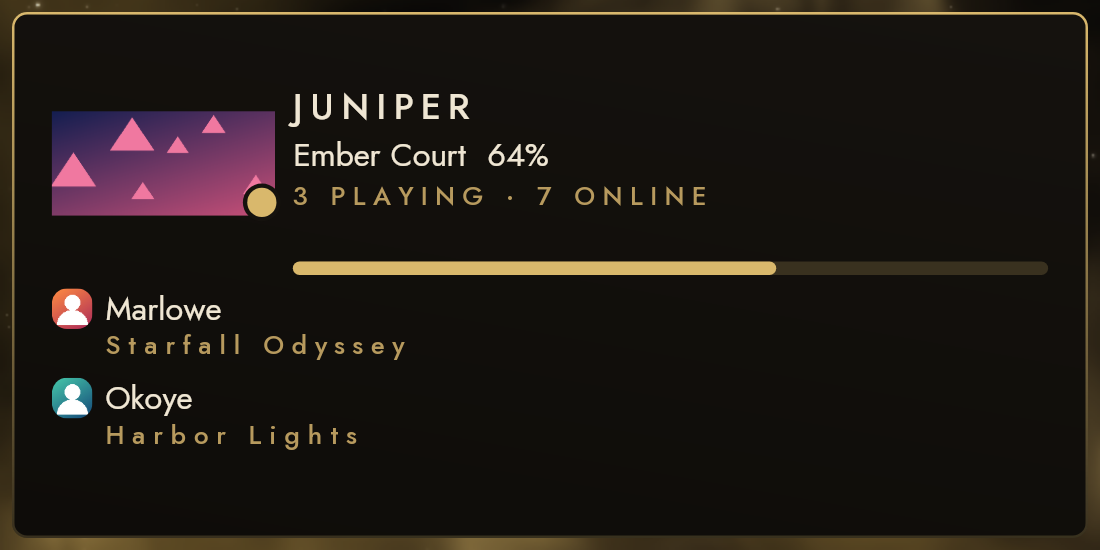 JUNIPER
Ember Court 64%
3 PLAYING · 7 ONLINE
Marlowe
Starfall Odyssey
Okoye
Harbor Lights